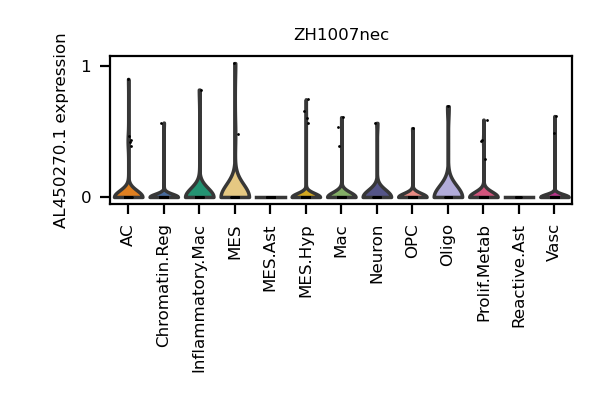 ZH1007nec
AL450270.1 expression
1
0
AC
Chromatin.Reg
Inflammatory.Mac
MES
MES.Ast
MES.Hyp
Mac
Neuron
OPC
Oligo
Prolif.Metab
Reactive.Ast
Vasc